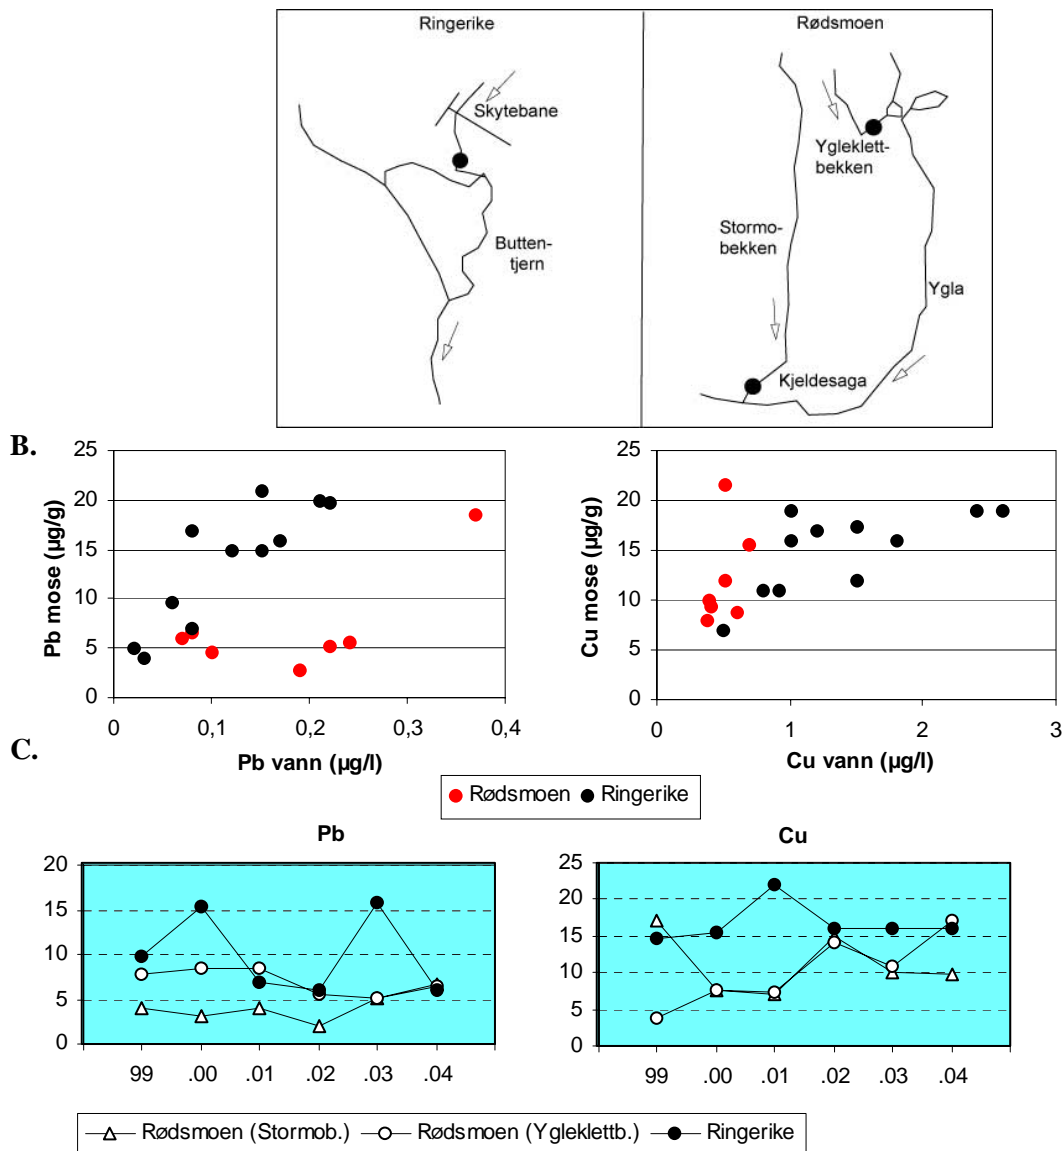 Ringerike
Rødsmoen
Skytebane
Ygleklett-
bekken
Stormo-
bekken
Butten-
tjern
Ygla
Kjeldesaga
B.
25
20
15
10
5
0
Pb mose (µg/g)
0
0,1
0,2
0,3
0,4
Pb vann (µg/l)
25
20
15
10
5
0
Cu mose (µg/g)
0
1
2
3
Cu vann (µg/l)
C.
Rødsmoen
Ringerike
Pb
20
15
10
5
0
99
.00
.01
.02
.03
.04
Cu
25
20
15
10
5
0
99
.00
.01
.02
.03
.04
Rødsmoen (Stormob.)
Rødsmoen (Ygleklettb.)
Ringerike